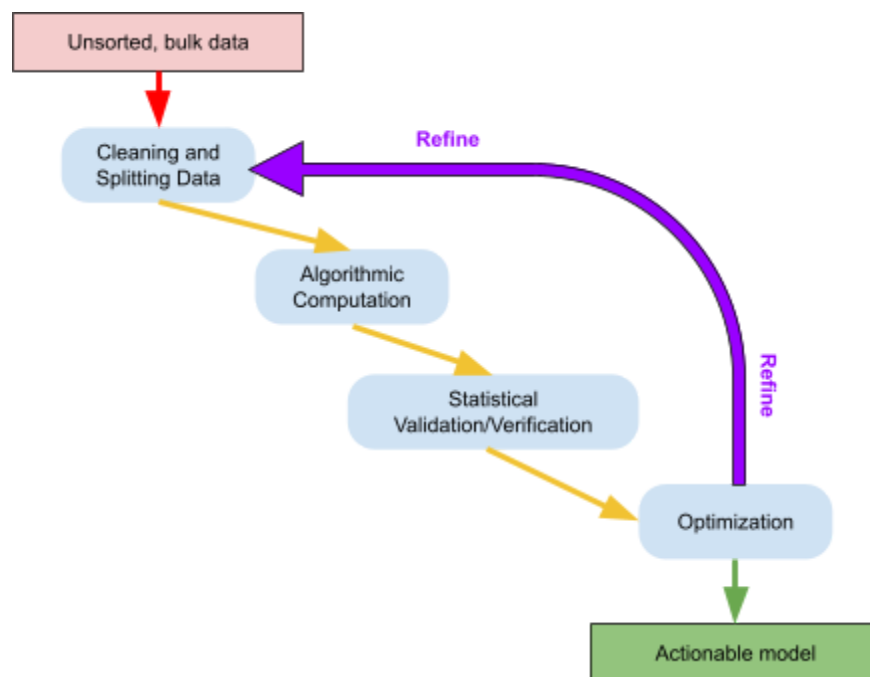 Unsorted, bulk data
Refine
Cleaning and
Splitting Data
Algorithmic
Computation
Refine
Statistical
Validation/Verification
Optimization
Actionable model